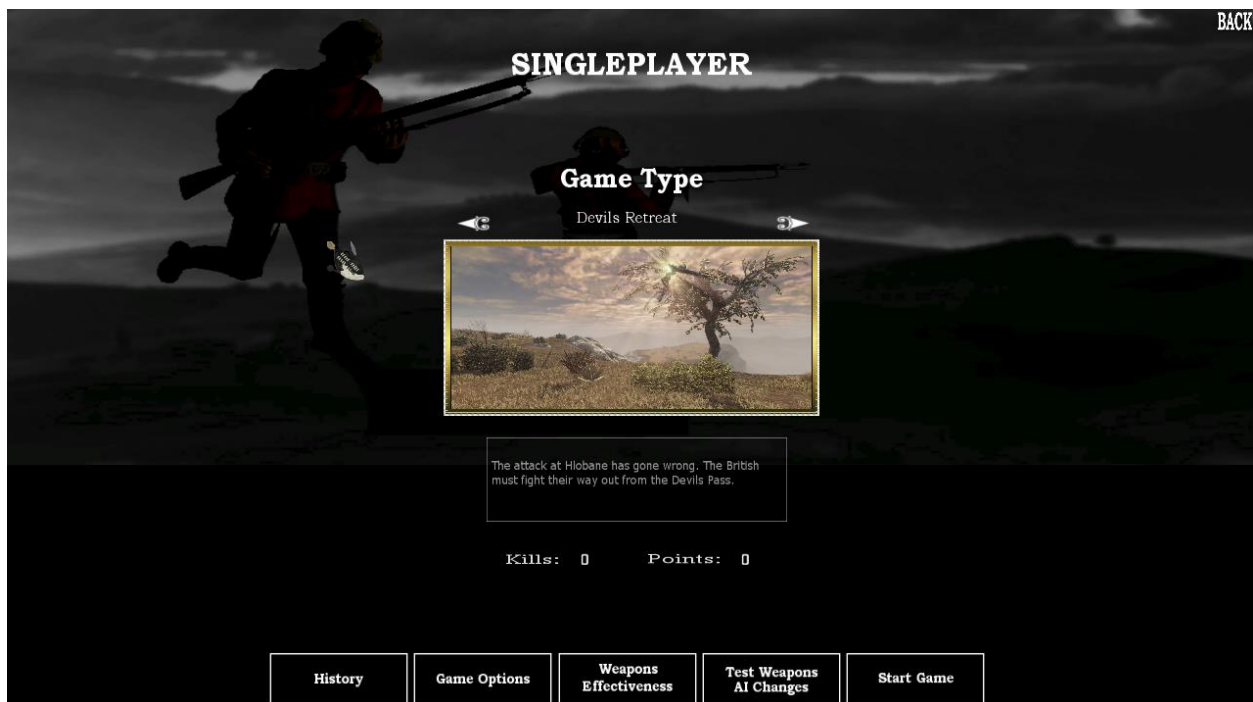 BACK
SINGLEPLAYER
Game Type
Devils Retreat
The attack at Hlobane has gone wrong. The British
must fight their way out from the Devils Pass.
Kills: 0 Points: 0
History
Game Options
Weapons
Effectiveness
Test Weapons
AI Changes
Start Game